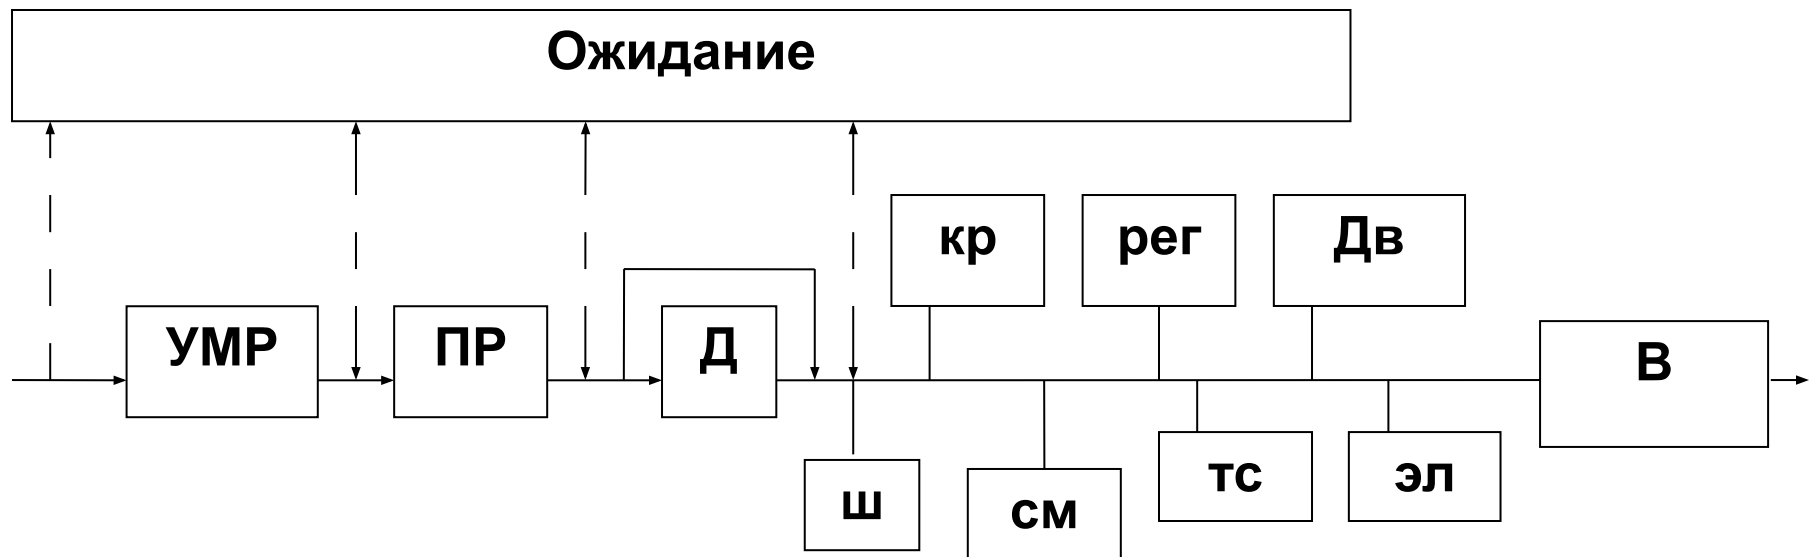 Ожидание
кр
рег
Дв
УМР
ПР
Д
В
ш
см
тс
эл